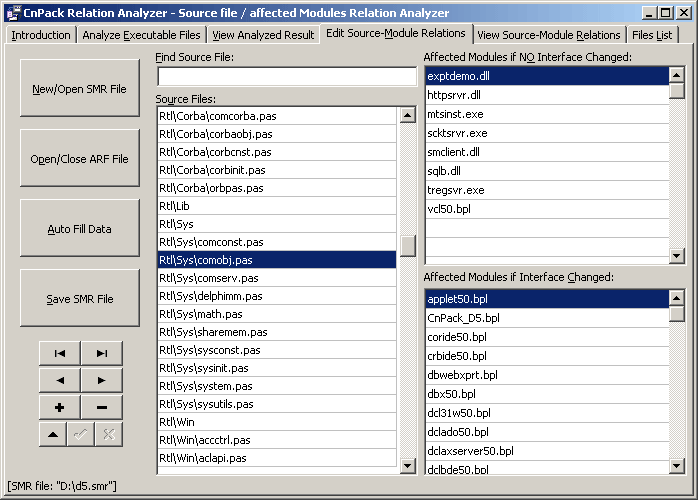 CnPack Relation Analyzer - Source file / affected Modules Relation Analyzer
Introduction
Analyze Executable Files
View Analyzed Result
Edit Source-Module Relations
View Source-Module Relations
Files List
New/Open SMR File
Open/Close ARF File
Auto Fill Data
Save SMR File
Find Source File:
Source Files:
Rtl\Corba\comcorba.pas
Rtl\Corba\corbaobj.pas
Rtl\Corba\corbcnst.pas
Rtl\Corba\corbinit.pas
Rtl\Corba\orbpas.pas
Rtl\Lib
Rtl\Sys
Rtl\Sys\comconst.pas
Rtl\Sys\comobj.pas
Rtl\Sys\comserv.pas
Rtl\Sys\delphimm.pas
Rtl\Sys\math.pas
Rtl\Sys\sharemem.pas
Rtl\Sys\sysconst.pas
Rtl\Sys\sysinit.pas
Rtl\Sys\system.pas
Rtl\Sys\sysutils.pas
Rtl\Win
Rtl\Win\accctrl.pas
Rtl\Win\aclapi.pas
Affected Modules if NO Interface Changed:
exptdemo.dll
httpsrvr.dll
mtsinst.exe
scktsrvr.exe
smclient.dll
sqlb.dll
tregsvr.exe
vcl50.bpl
Affected Modules if Interface Changed:
applet50.bpl
CnPack_D5.bpl
coride50.bpl
crbide50.bpl
dbwebxprt.bpl
dbx50.bpl
dcl31w50.bpl
dclado50.bpl
dclaxserver50.bpl
dclbde50.bpl
[SMR file: "D:\d5.smr"]